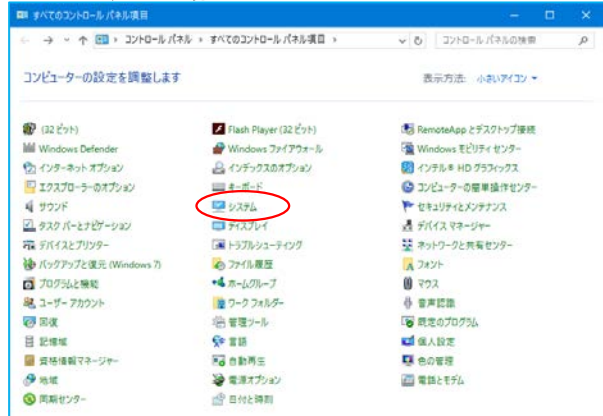 すべてのコントロール パネル項目
コントロール パネル › すべてのコントロール パネル項目 ›
コントロール パネルの検索
コンピューターの設定を調整します
表示方法: 小さいアイコン
(32 ビット)
Flash Player (32 ビット)
RemoteApp とデスクトップ接続
Windows Defender
Windows ファイアウォール
Windows モビリティ センター
インターネット オプション
インデックスのオプション
インテル® HD グラフィックス
エクスプローラーのオプション
キーボード
コンピューターの簡単操作センター
サウンド
システム
セキュリティとメンテナンス
タスク バーとナビゲーション
ディスプレイ
デバイス マネージャー
デバイスとプリンター
トラブルシューティング
ネットワークと共有センター
バックアップと復元 (Windows 7)
ファイル履歴
フォント
プログラムと機能
ホームグループ
マウス
ユーザー アカウント
ワーク フォルダー
音声認識
回復
管理ツール
既定のプログラム
記憶域
言語
個人設定
資格情報マネージャー
自動再生
色の管理
地域
電源オプション
電話とモデム
同期センター
日付と時刻